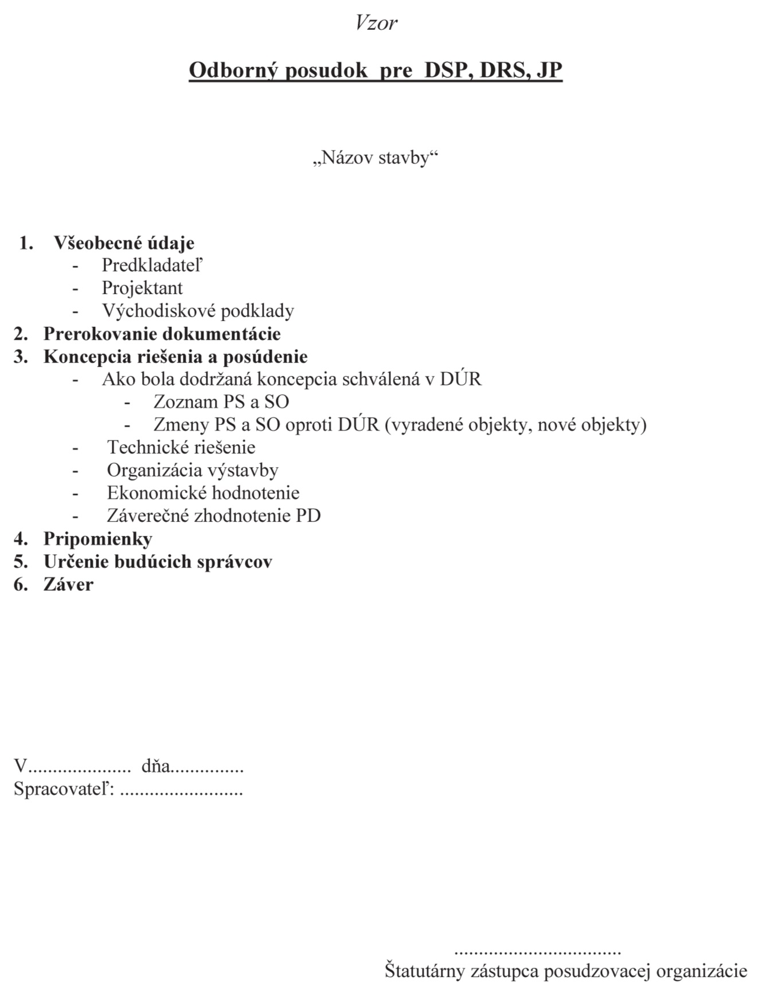 Vzor
Odborný posudok pre DSP, DRS, JP
„Názov stavby“
1. Všeobecné údaje
- Predkladateľ
- Projektant
- Východiskové podklady
2. Prerokovanie dokumentácie
3. Koncepcia riešenia a posúdenie
- Ako bola dodržaná koncepcia schválená v DÚR
- Zoznam PS a SO
- Zmeny PS a SO oproti DÚR (vyradené objekty, nové objekty)
- Technické riešenie
- Organizácia výstavby
- Ekonomické hodnotenie
- Záverečné zhodnotenie PD
4. Pripomienky
5. Určenie budúcich správcov
6. Záver
V..................... dňa...............
Spracovateľ: .........................
..................................
Štatutárny zástupca posudzovacej organizácie